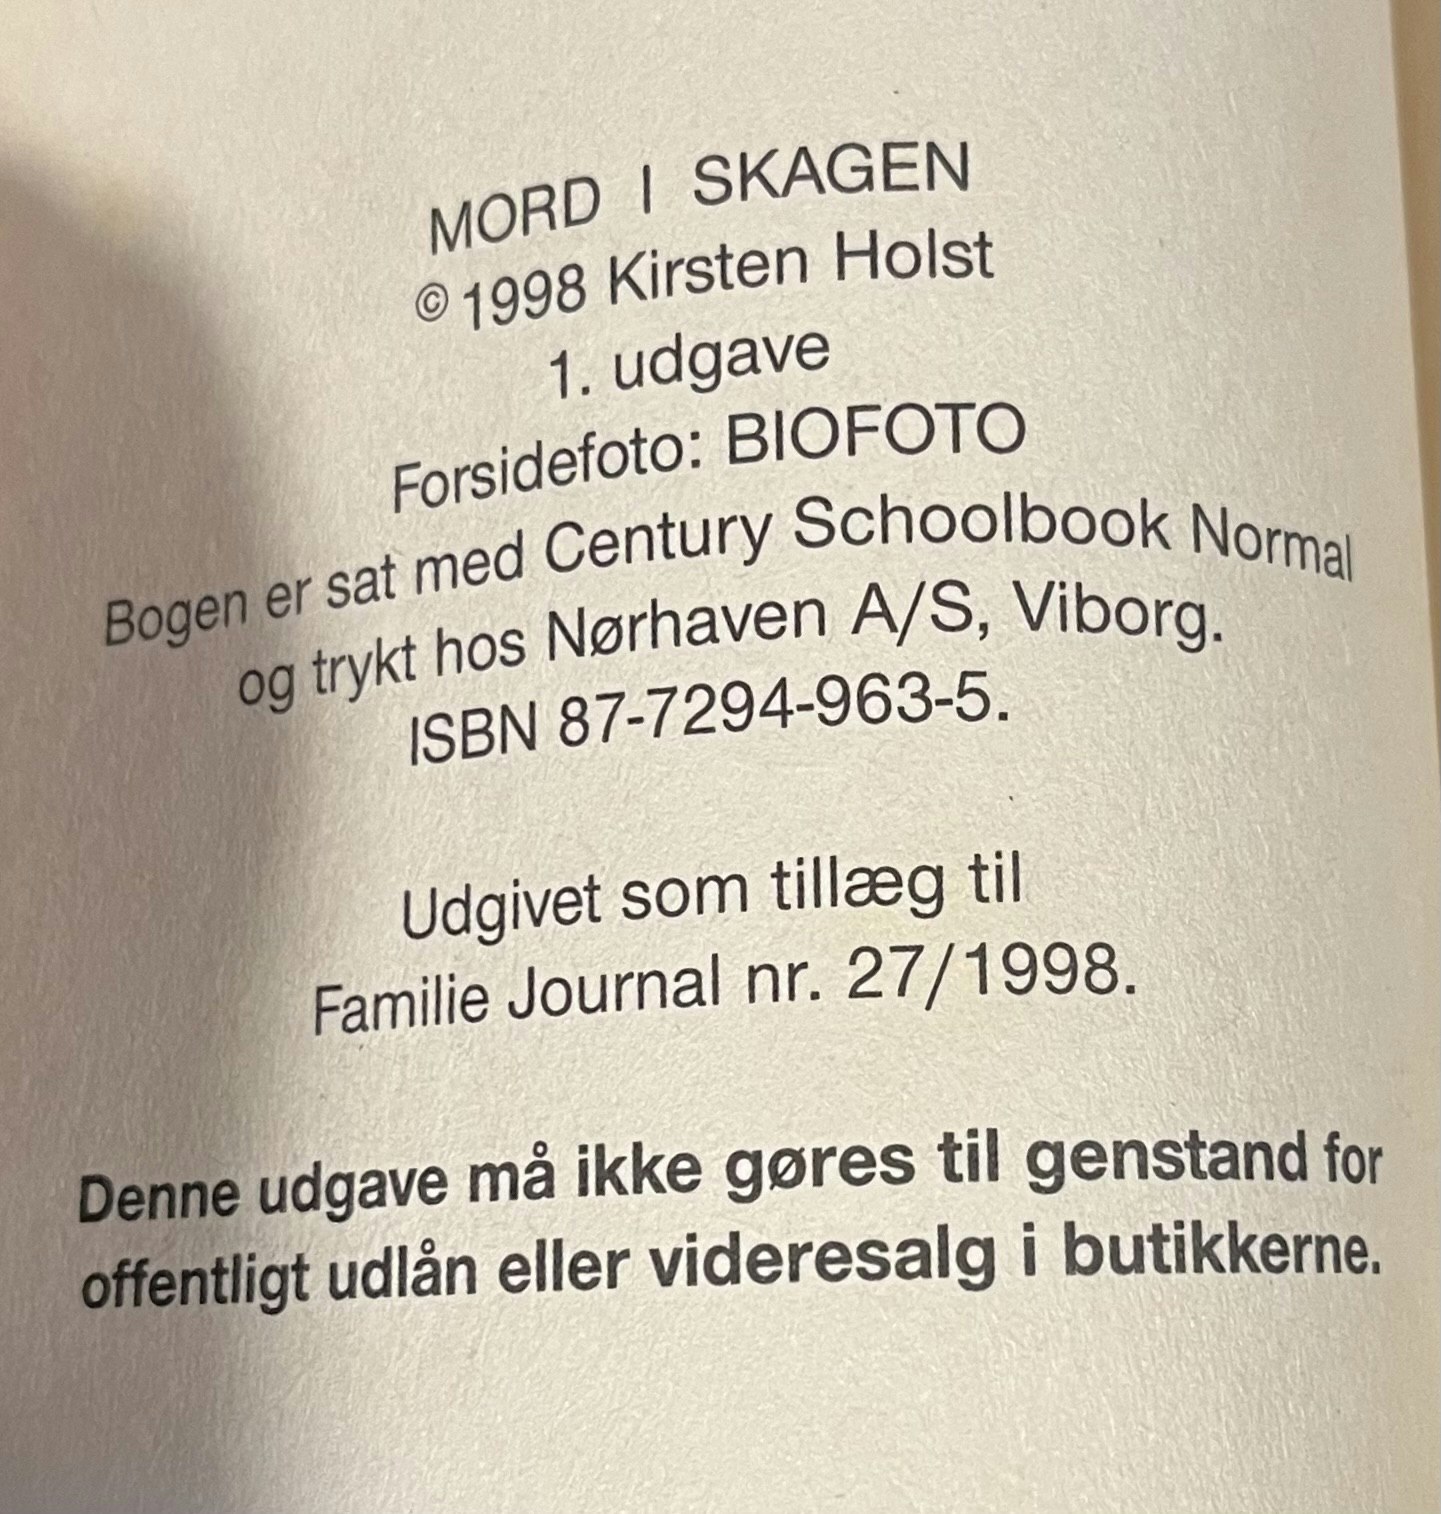 MORD I SKAGEN
©1998 Kirsten Holst
1. udgave
Forsidefoto: BIOFOTO
Bogen er sat med Century Schoolbook Normal
og trykt hos Nørhaven A/S, Viborg.
ISBN 87-7294-963-5.
Udgivet som tillæg til
Familie Journal nr. 27/1998.
Denne udgave må ikke gøres til genstand for
offentligt udlån eller videresalg i butikkerne.